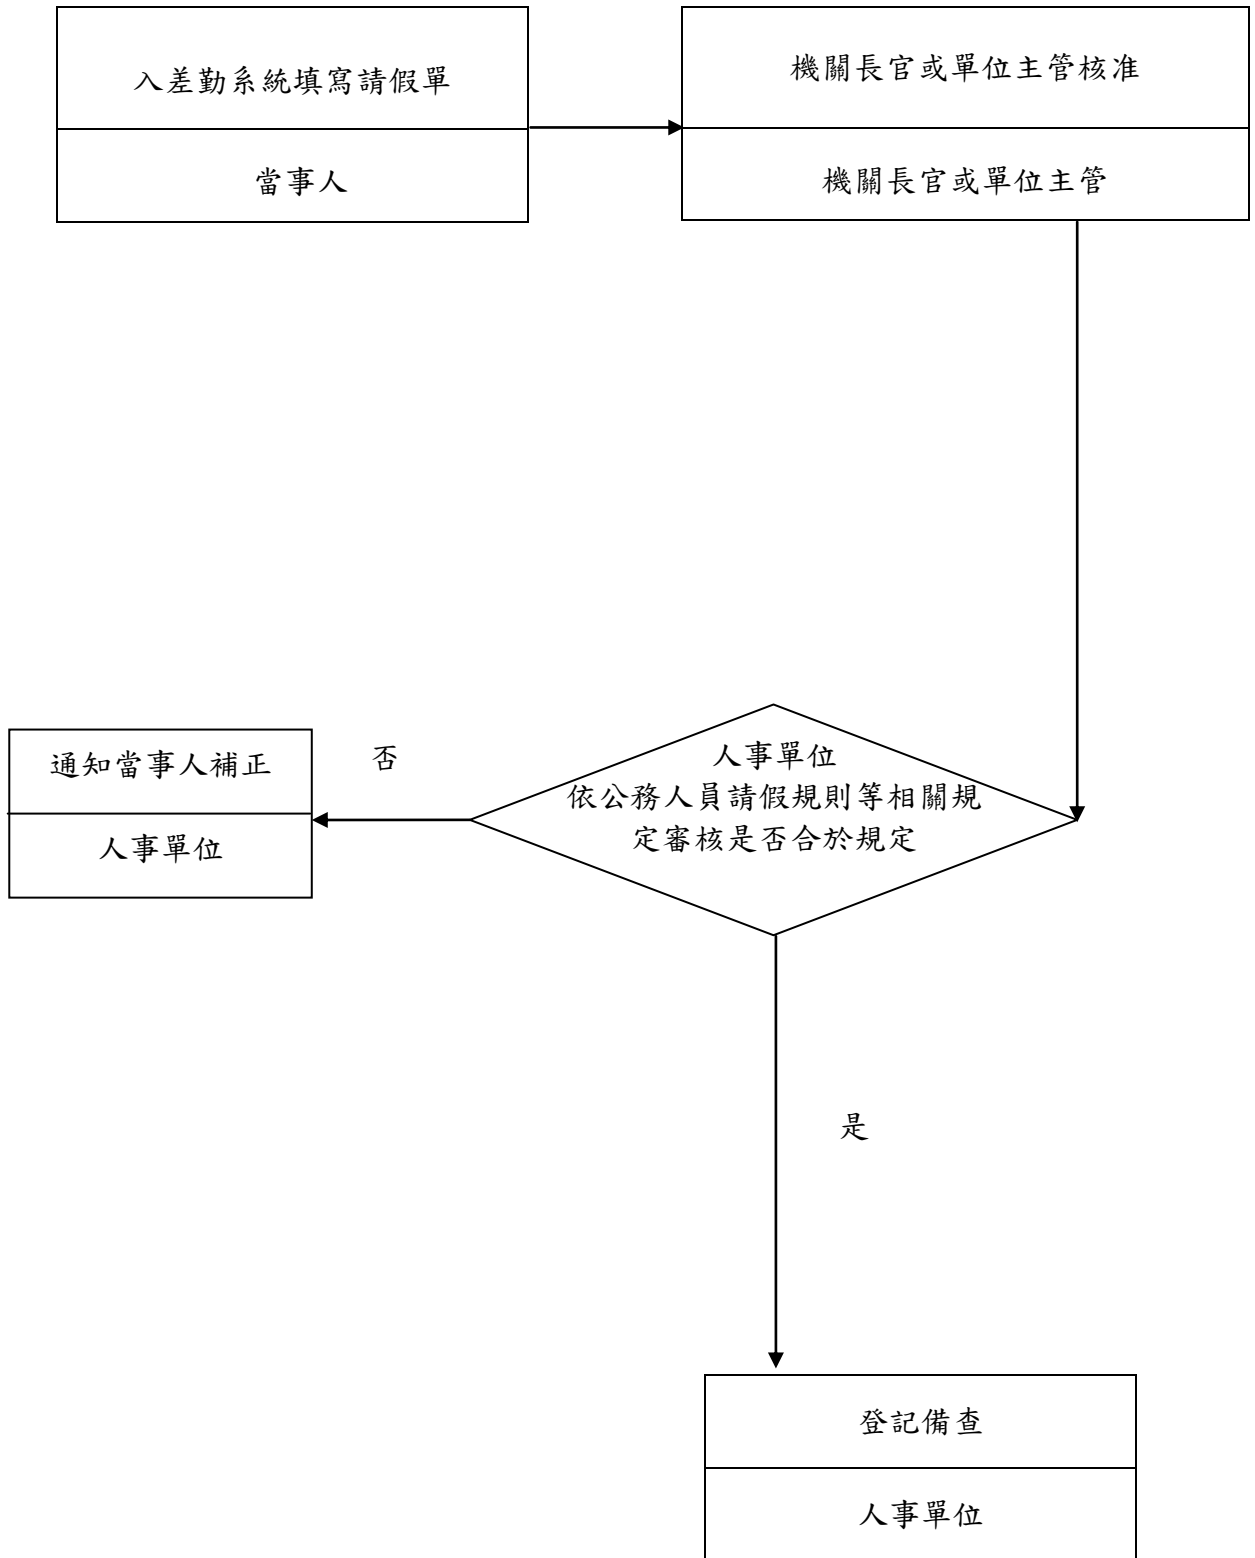 入差勤系統填寫請假單
當事人
機關長官或單位主管核准
機關長官或單位主管
人事單位
依公務人員請假規則等相關規
定審核是否合於規定
否
通知當事人補正
人事單位
是
登記備查
人事單位